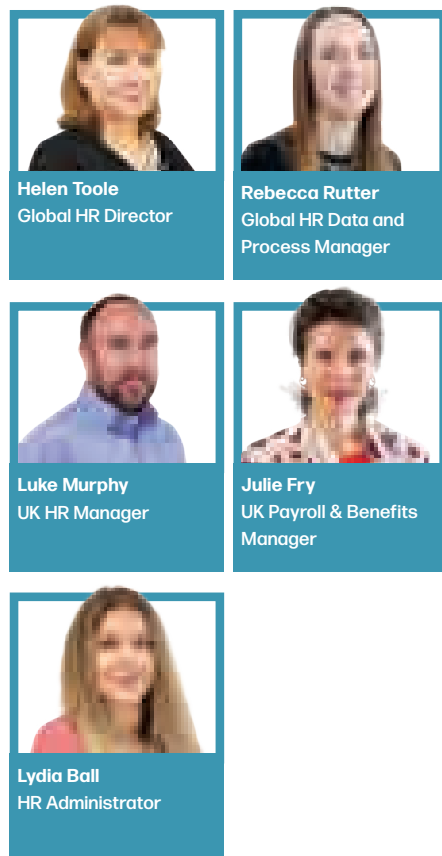 Helen Toole
Global HR Director
Rebecca Rutter
Global HR Data and
Process Manager
Luke Murphy
UK HR Manager
Julie Fry
UK Payroll & Benefits
Manager
Lydia Ball
HR Administrator